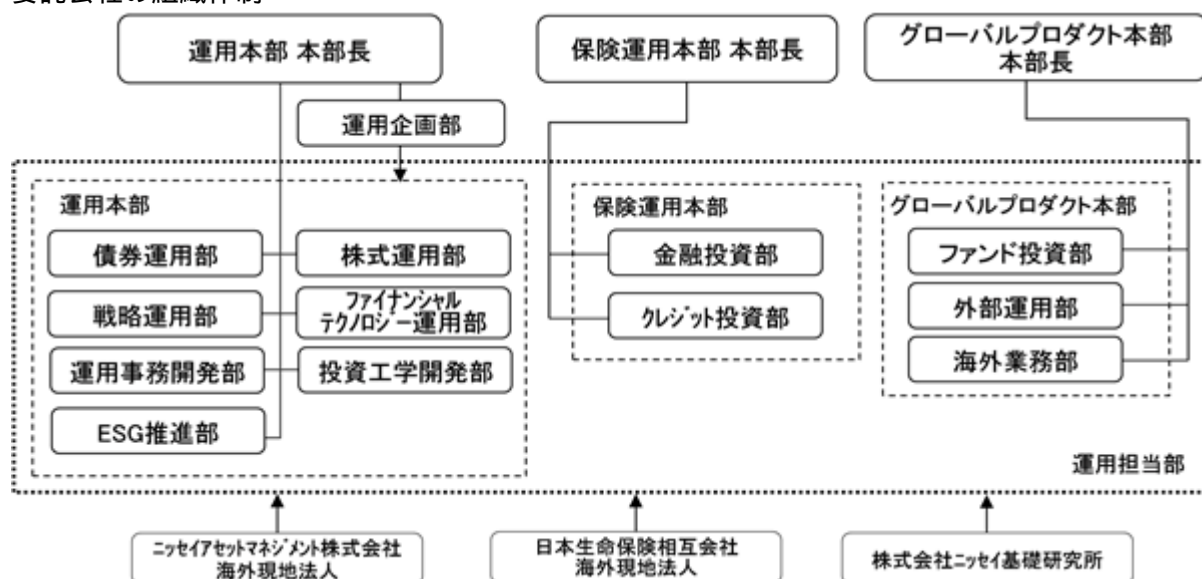 委託会社の組織体制
運用本部 本部長
保険運用本部 本部長
グローバルプロダクト本部
本部長
運用企画部
運用本部
債券運用部
株式運用部
戦略運用部
ファイナンシャル
テクノロジー運用部
運用事務開発部
投資工学開発部
ESG推進部
保険運用本部
金融投資部
クレジット投資部
グローバルプロダクト本部
ファンド投資部
外部運用部
海外業務部
運用担当部
ニッセイアセットマネジメント株式会社
海外現地法人
日本生命保険相互会社
海外現地法人
株式会社ニッセイ基礎研究所